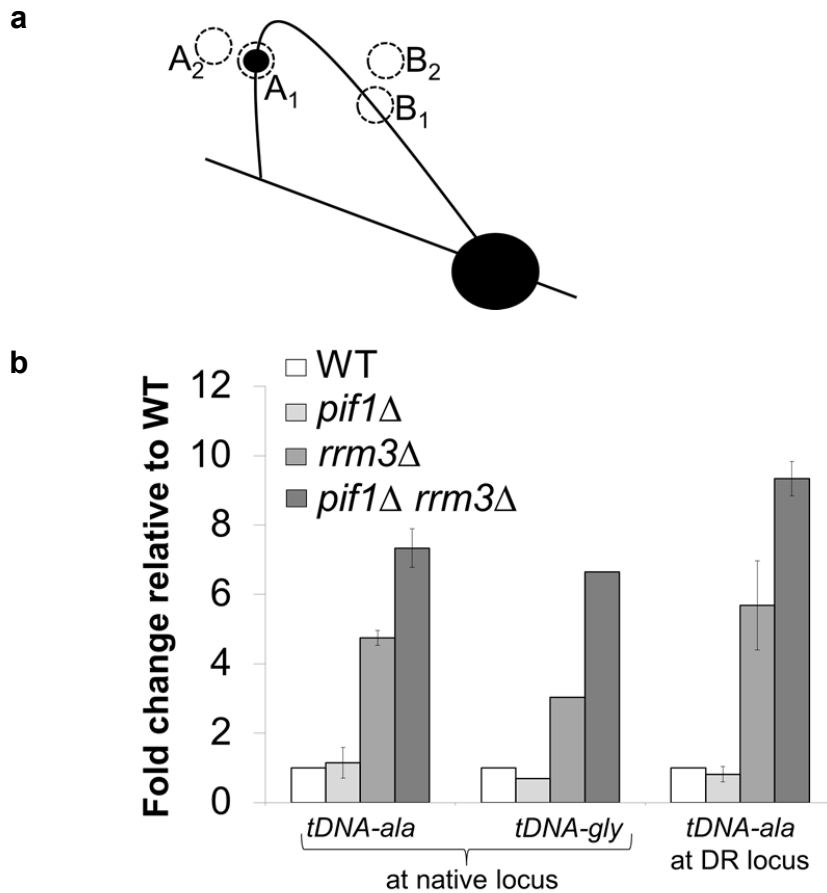 a
A₂
A₁
B₂
B₁
b
Fold change relative to WT
12
10
8
6
4
2
0
WT
pif1Δ
rrm3Δ
pif1Δ rrm3Δ
tDNA-ala
tDNA-gly
tDNA-ala
at DR locus
at native locus